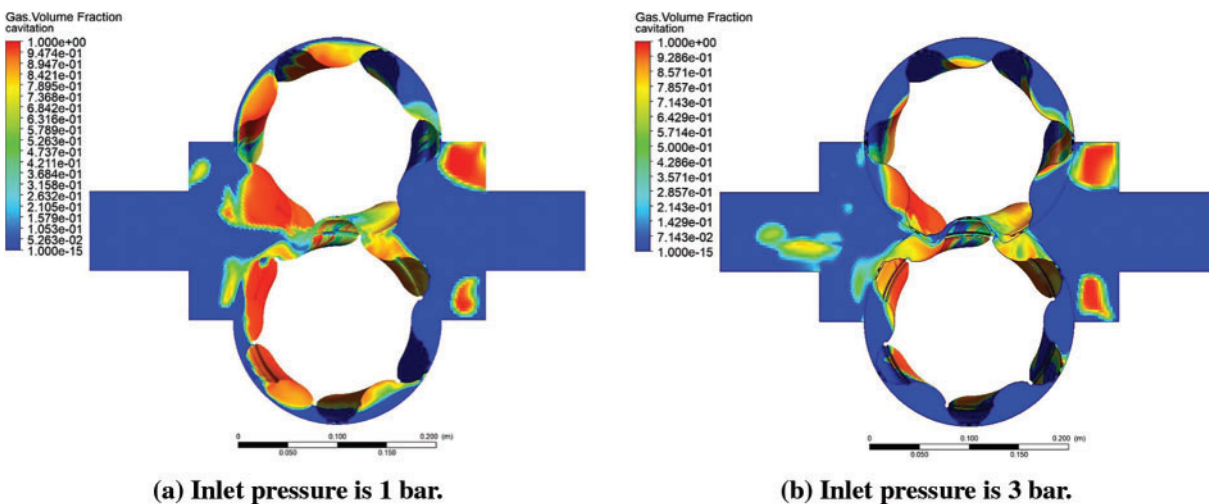 Gas.Volume Fraction
cavitation
1.000e+00
9.474e-01
8.947e-01
8.421e-01
7.895e-01
7.368e-01
6.842e-01
6.316e-01
5.789e-01
5.263e-01
4.737e-01
4.211e-01
3.684e-01
3.158e-01
2.632e-01
2.105e-01
1.579e-01
1.053e-01
5.263e-02
1.000e-15
0 0.100 0.200 (m)
0.050 0.150
(a) Inlet pressure is 1 bar.
Gas.Volume Fraction
cavitation
1.000e+00
9.286e-01
8.571e-01
7.857e-01
7.143e-01
6.429e-01
5.714e-01
5.000e-01
4.286e-01
3.571e-01
2.857e-01
2.143e-01
1.429e-01
7.143e-02
1.000e-15
0 0.100 0.200 (m)
0.050 0.150
(b) Inlet pressure is 3 bar.